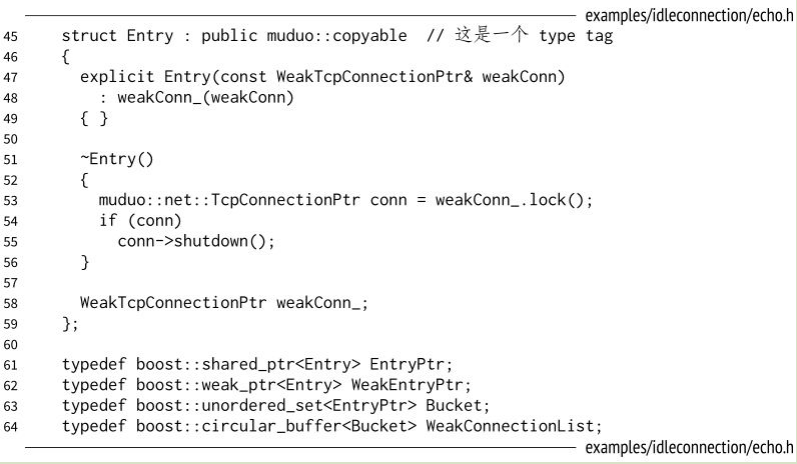 examples/idleconnection/echo.h
45 struct Entry : public muduo::copyable // 这是一个 type tag
46 {
47 explicit Entry(const WeakTcpConnectionPtr& weakConn)
48 : weakConn_(weakConn)
49 { }
50
51 ~Entry()
52 {
53 muduo::net::TcpConnectionPtr conn = weakConn_.lock();
54 if (conn)
55 conn->shutdown();
56 }
57
58 WeakTcpConnectionPtr weakConn_;
59 };
60
61 typedef boost::shared_ptr<Entry> EntryPtr;
62 typedef boost::weak_ptr<Entry> WeakEntryPtr;
63 typedef boost::unordered_set<EntryPtr> Bucket;
64 typedef boost::circular_buffer<Bucket> WeakConnectionList;
examples/idleconnection/echo.h